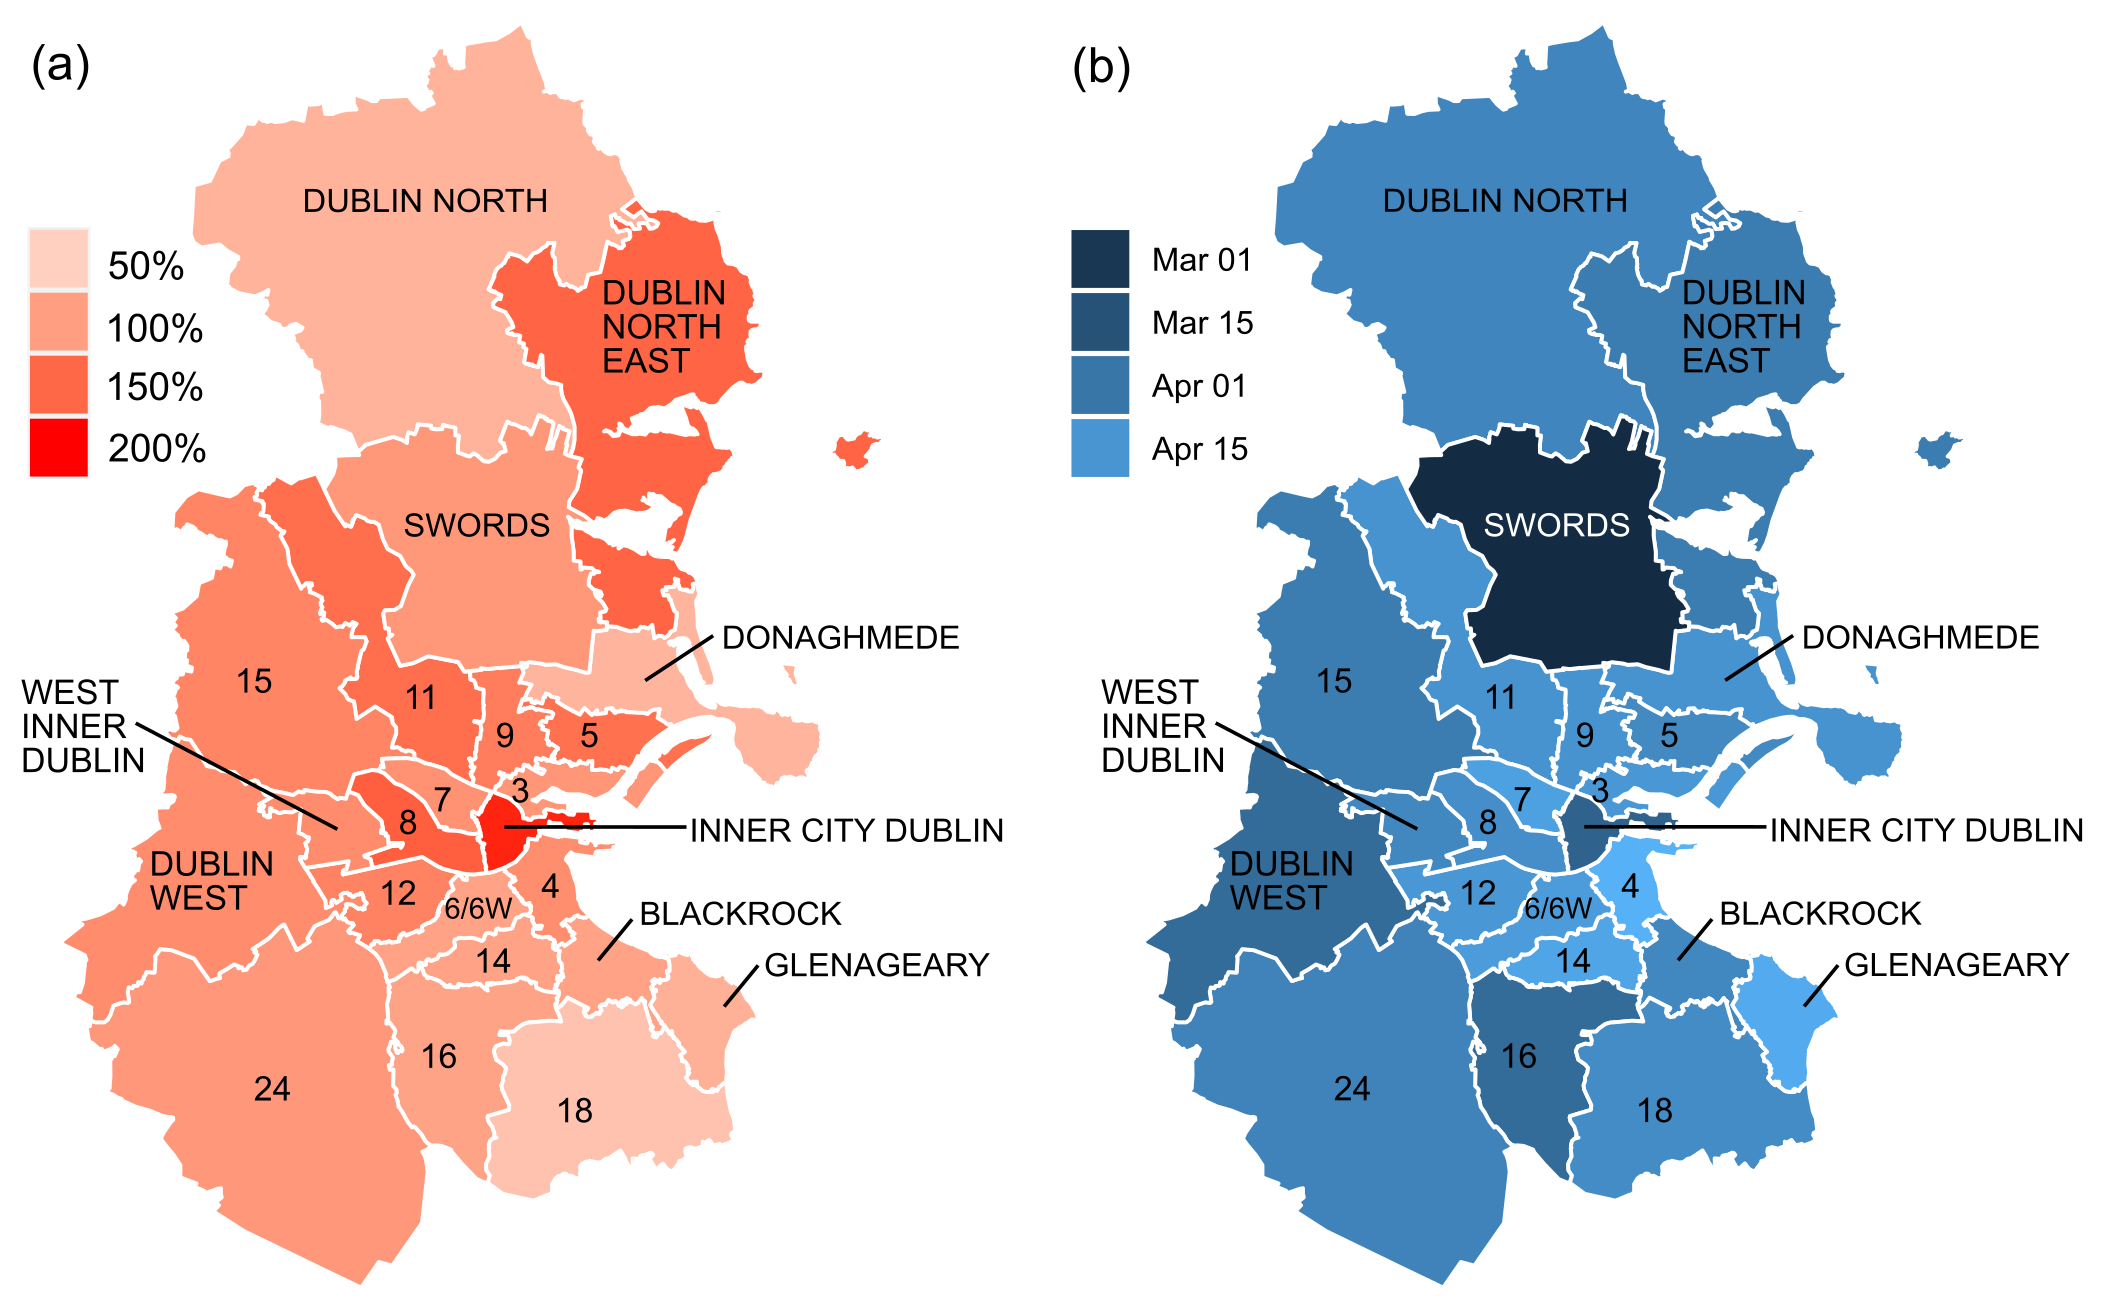 (a)
DUBLIN NORTH
50%
100%
150%
200%
DUBLIN
NORTH
EAST
SWORDS
DONAGHMEDE
15
WEST
INNER
DUBLIN
11
9
5
3
7
8
INNER CITY DUBLIN
DUBLIN
WEST
12
6/6W
4
BLACKROCK
14
GLENAGEARY
16
24
18
(b)
DUBLIN NORTH
Mar 01
Mar 15
Apr 01
Apr 15
DUBLIN
NORTH
EAST
SWORDS
DONAGHMEDE
15
WEST
INNER
DUBLIN
11
9
5
3
7
8
INNER CITY DUBLIN
DUBLIN
WEST
12
6/6W
4
BLACKROCK
14
GLENAGEARY
16
24
18